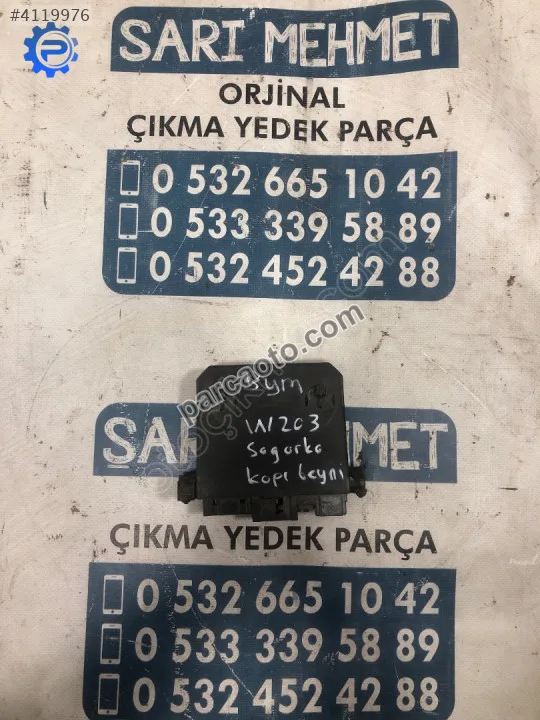 #4119976
SARI MEHMET
ORJİNAL
ÇIKMA YEDEK PARÇA
0 532 665 10 42
0 533 339 58 89
0 532 452 42 88
parcaoto.com
W203
Sagarka
Kapı beyni
SARI MEHMET
ÇIKMA YEDEK PARÇA
0 532 665 10 42
0 533 339 58 89
0 532 452 42 88